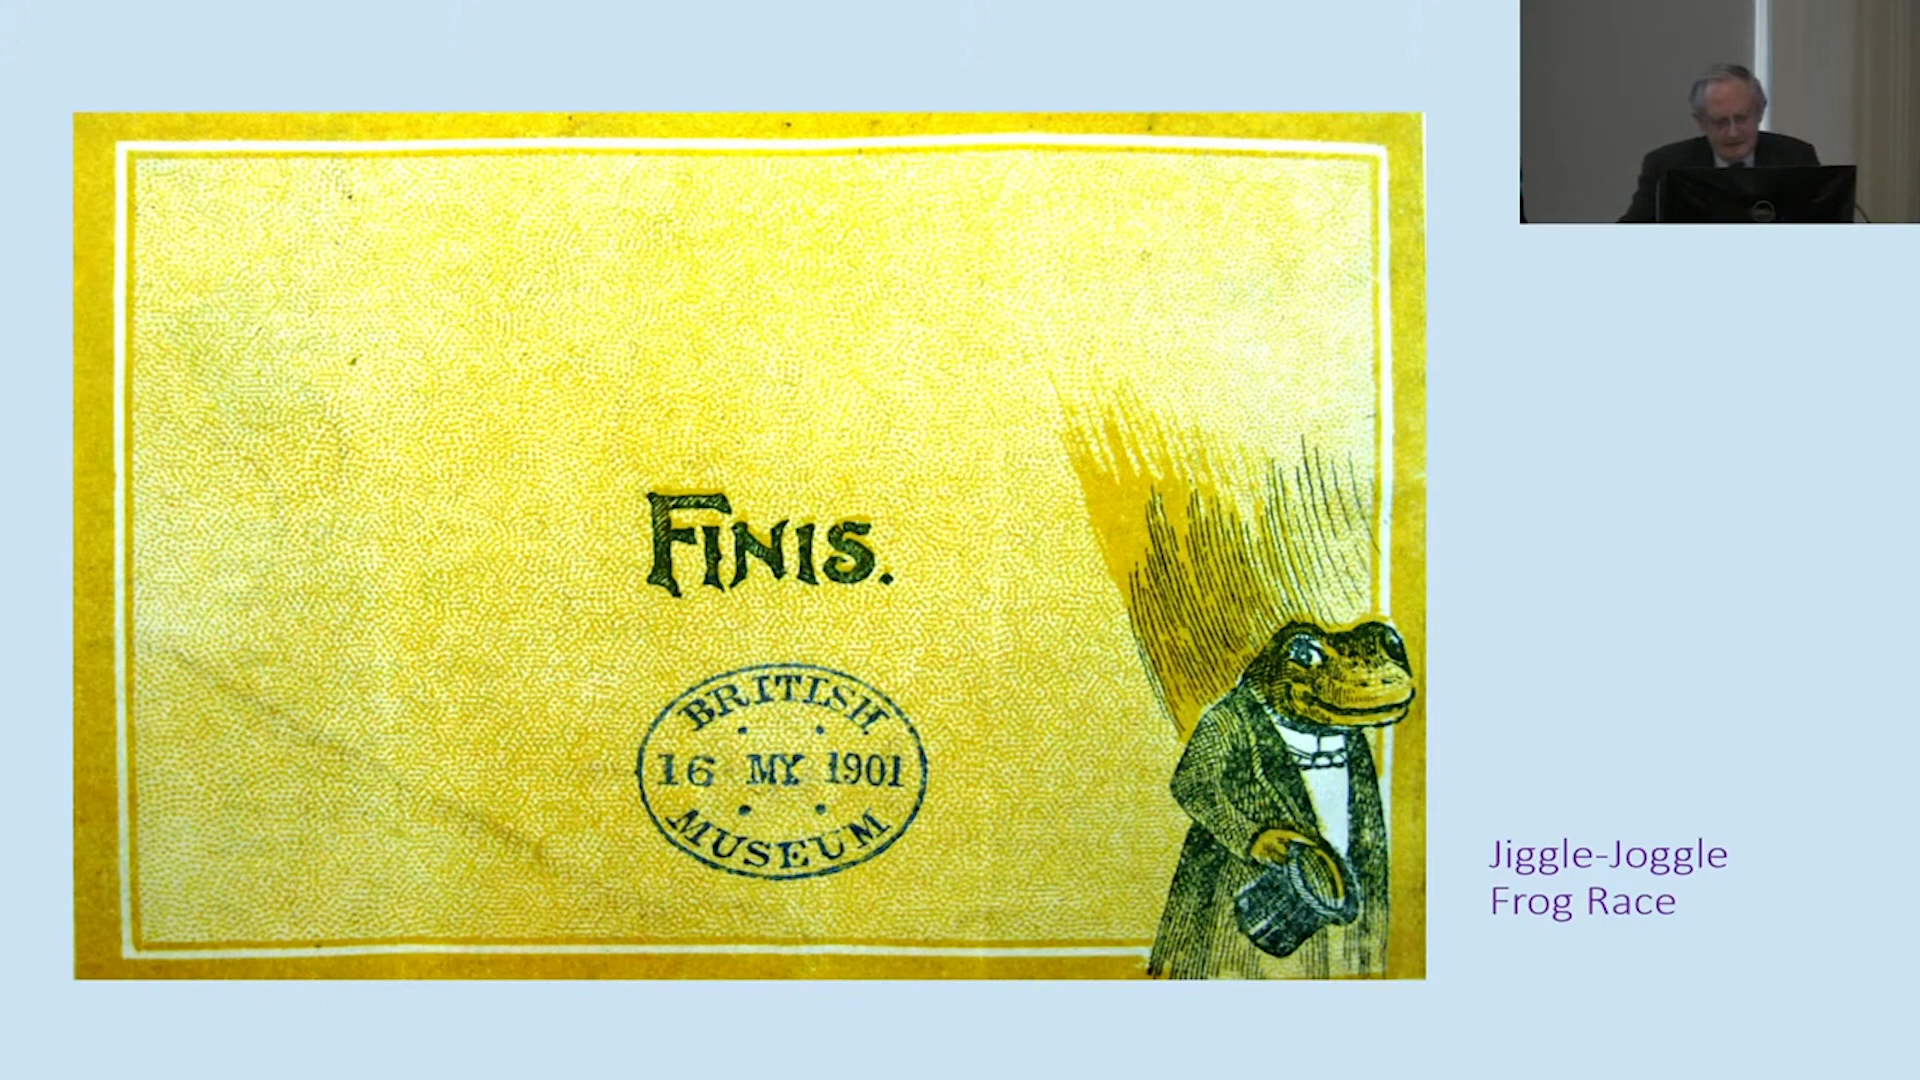 FINIS.
BRITISH
16 MY 1901
MUSEUM
Jiggle-Joggle
Frog Race